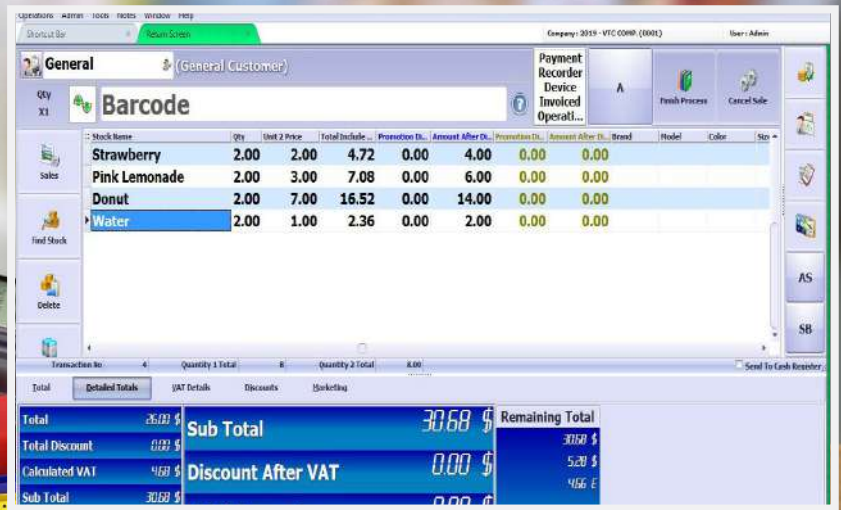 Operations Admin Tools Notes Window Help
Shortcut Bar Return Screen Company : 2019 - VTC COMP. (0001) User : Admin
General (General Customer)
Payment Recorder Device Invoiced Operati...
A
Finish Process Cancel Sale
Qty X1 Barcode
Stock Name Qty Unit 2 Price Total Include ... Promotion Di... Amount After Di... Promotion Di... Amount After Di... Brand Model Color Size
Strawberry 2.00 2.00 4.72 0.00 4.00 0.00 0.00
Pink Lemonade 2.00 3.00 7.08 0.00 6.00 0.00 0.00
Donut 2.00 7.00 16.52 0.00 14.00 0.00 0.00
Water 2.00 1.00 2.36 0.00 2.00 0.00 0.00
Sales
Find Stock
Delete
AS
SB
Transaction No 4 Quantity 1 Total 8 Quantity 2 Total 8.00 Send To Cash Register
Total Detailed Totals VAT Details Discounts Marketing
Total 26.00 $
Total Discount 0.00 $
Calculated VAT 4.68 $
Sub Total 30.68 $
Sub Total 30.68 $
Discount After VAT 0.00 $
0.00 $
Remaining Total
30.68 $
5.28 $
4.66 E